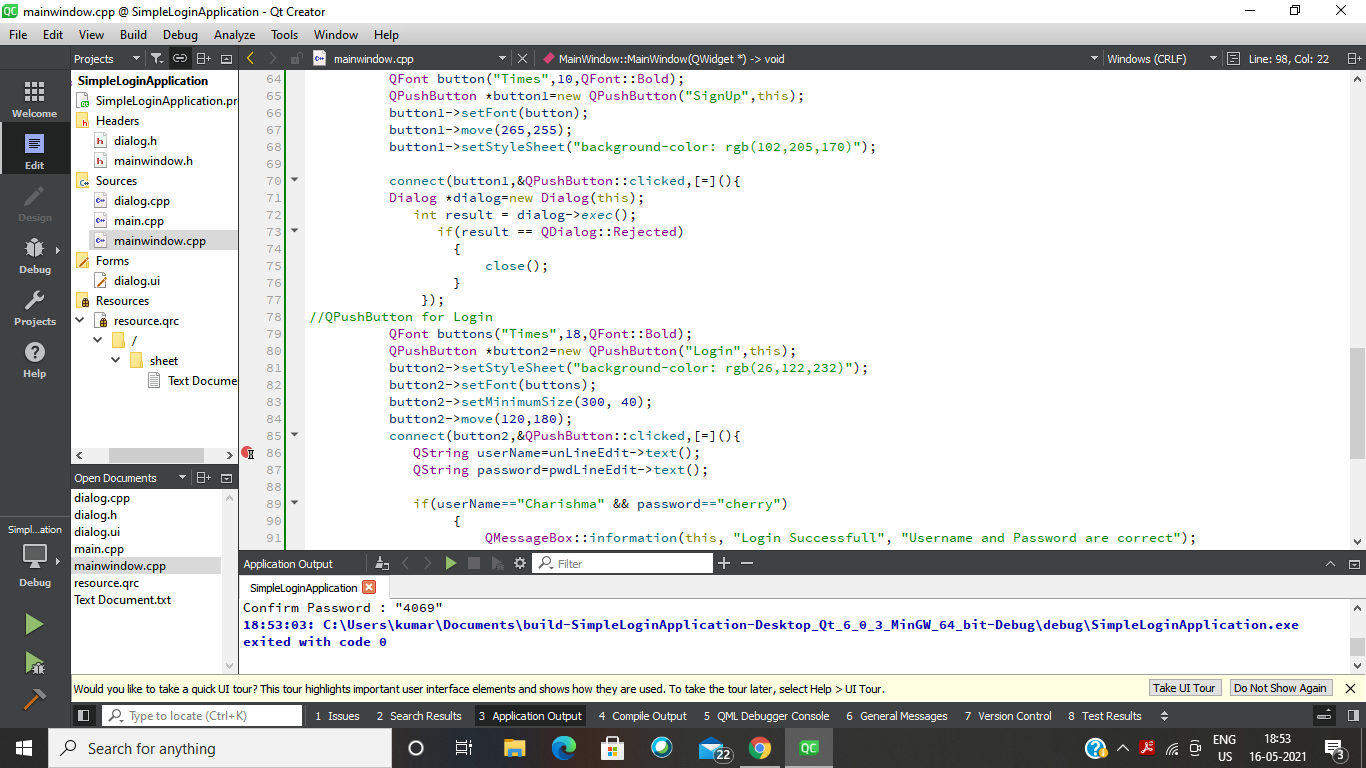 mainwindow.cpp @ SimpleLoginApplication - Qt Creator
File Edit View Build Debug Analyze Tools Window Help
Projects mainwindow.cpp MainWindow::MainWindow(QWidget *) -> void Windows (CRLF) Line: 98, Col: 22
Welcome
Edit
Design
Debug
Projects
Help
SimpleLoginApplication
SimpleLoginApplication.pr
Headers
dialog.h
mainwindow.h
Sources
dialog.cpp
main.cpp
mainwindow.cpp
Forms
dialog.ui
Resources
resource.qrc
/
sheet
Text Docume
64 QFont button("Times",10,QFont::Bold);
65 QPushButton *button1=new QPushButton("SignUp",this);
66 button1->setFont(button);
67 button1->move(265,255);
68 button1->setStyleSheet("background-color: rgb(102,205,170)");
69
70 connect(button1,&QPushButton::clicked,[=](){
71 Dialog *dialog=new Dialog(this);
72 int result = dialog->exec();
73 if(result == QDialog::Rejected)
74 {
75 close();
76 }
77 });
78 //QPushButton for Login
79 QFont buttons("Times",18,QFont::Bold);
80 QPushButton *button2=new QPushButton("Login",this);
81 button2->setStyleSheet("background-color: rgb(26,122,232)");
82 button2->setFont(buttons);
83 button2->setMinimumSize(300, 40);
84 button2->move(120,180);
85 connect(button2,&QPushButton::clicked,[=](){
86 QString userName=unLineEdit->text();
87 QString password=pwdLineEdit->text();
88
89 if(userName=="Charishma" && password=="cherry")
90 {
91 QMessageBox::information(this, "Login Successfull", "Username and Password are correct");
Open Documents
dialog.cpp
dialog.h
dialog.ui
main.cpp
mainwindow.cpp
resource.qrc
Text Document.txt
Simpl...ation
Debug
Application Output Filter
SimpleLoginApplication
Confirm Password : "4069"
18:53:03: C:\Users\kumar\Documents\build-SimpleLoginApplication-Desktop_Qt_6_0_3_MinGW_64_bit-Debug\debug\SimpleLoginApplication.exe
exited with code 0
Would you like to take a quick UI tour? This tour highlights important user interface elements and shows how they are used. To take the tour later, select Help > UI Tour. Take UI Tour Do Not Show Again
Type to locate (Ctrl+K) 1 Issues 2 Search Results 3 Application Output 4 Compile Output 5 QML Debugger Console 6 General Messages 7 Version Control 8 Test Results
Search for anything 22 QC ENG US 18:53 16-05-2021 3